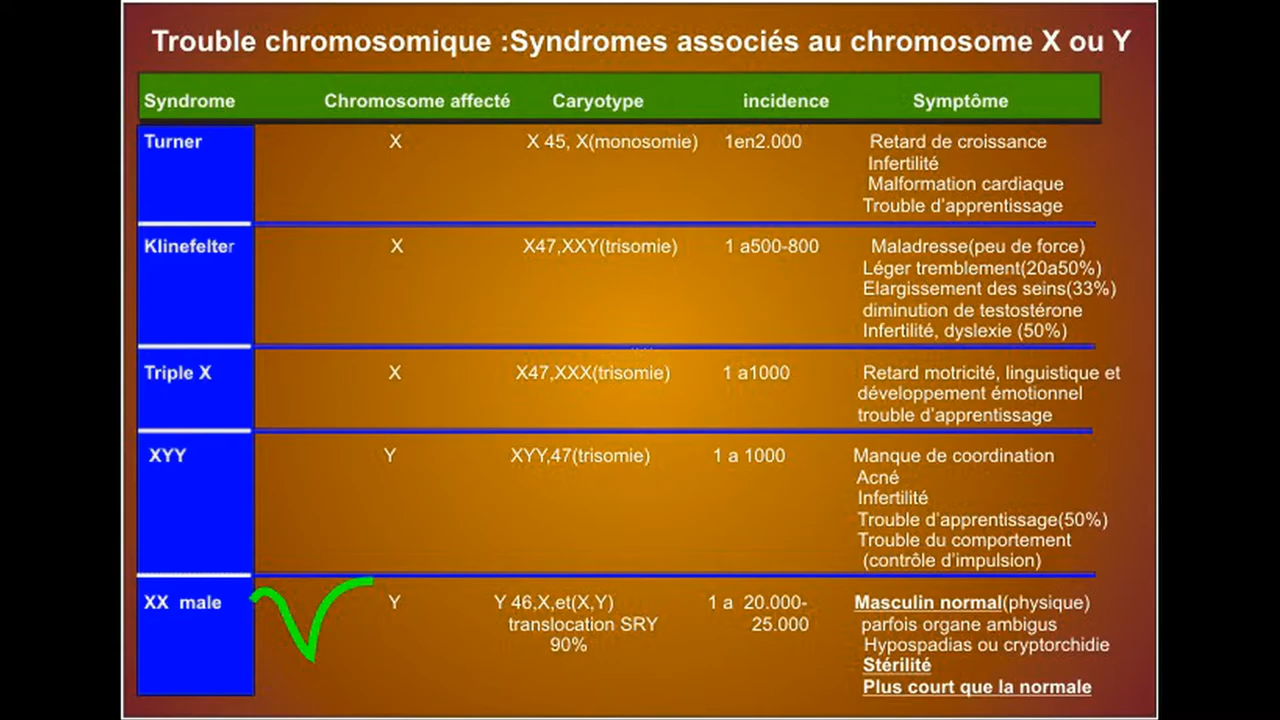 Trouble chromosomique :Syndromes associés au chromosome X ou Y
Syndrome Chromosome affecté Caryotype incidence Symptôme
Turner X X 45, X(monosomie) 1en2.000 Retard de croissance
Infertilité
Malformation cardiaque
Trouble d'apprentissage
Klinefelter X X47,XXY(trisomie) 1 a500-800 Maladresse(peu de force)
Léger tremblement(20a50%)
Elargissement des seins(33%)
diminution de testostérone
Infertilité, dyslexie (50%)
Triple X X X47,XXX(trisomie) 1 a1000 Retard motricité, linguistique et
développement émotionnel
trouble d'apprentissage
XYY Y XYY,47(trisomie) 1 a 1000 Manque de coordination
Acné
Infertilité
Trouble d'apprentissage(50%)
Trouble du comportement
(contrôle d'impulsion)
XX male Y Y 46,X,et(X,Y) 1 a 20.000- Masculin normal(physique)
translocation SRY 25.000 parfois organe ambigus
90% Hypospadias ou cryptorchidie
Stérilité
Plus court que la normale